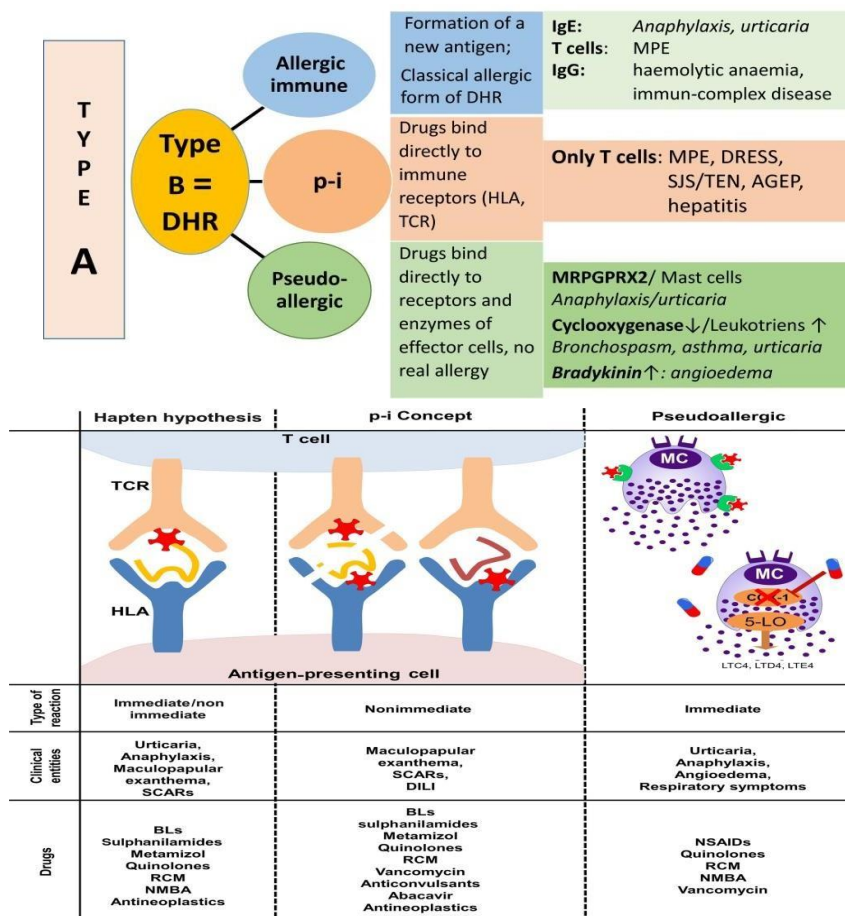 T
Y
P
E
A
Type
B =
DHR
Allergic
immune
p-i
Pseudo-
allergic
Formation of a
new antigen;
Classical allergic
form of DHR
IgE: Anaphylaxis, urticaria
T cells: MPE
IgG: haemolytic anaemia,
immun-complex disease
Drugs bind
directly to
immune
receptors (HLA,
TCR)
Only T cells: MPE, DRESS,
SJS/TEN, AGEP,
hepatitis
Drugs bind
directly to
receptors and
enzymes of
effector cells, no
real allergy
MRPGPRX2/ Mast cells
Anaphylaxis/urticaria
Cyclooxygenase↓/Leukotriens ↑
Bronchospasm, asthma, urticaria
Bradykinin↑: angioedema
Hapten hypothesis
p-i Concept
Pseudoallergic
T cell
TCR
HLA
Antigen-presenting cell
MC
MC
COX-1
5-LO
LTC4, LTD4, LTE4
Type of
reaction
Immediate/non
immediate
Nonimmediate
Immediate
Clinical
entities
Urticaria,
Anaphylaxis,
Maculopapular
exanthema,
SCARs
Maculopapular
exanthema,
SCARs,
DILI
Urticaria,
Anaphylaxis,
Angioedema,
Respiratory symptoms
Drugs
BLs
Sulphanilamides
Metamizol
Quinolones
RCM
NMBA
Antineoplastics
BLs
sulphanilamides
Metamizol
Quinolones
RCM
Vancomycin
Anticonvulsants
Abacavir
Antineoplastics
NSAIDs
Quinolones
RCM
NMBA
Vancomycin